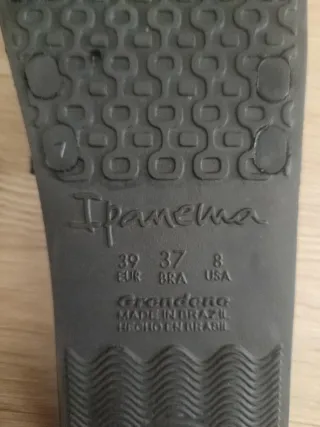 Ipanema
39 37 8
EUR BRA USA
Grendene
MADE IN BRAZIL
HECHO EN BRASIL